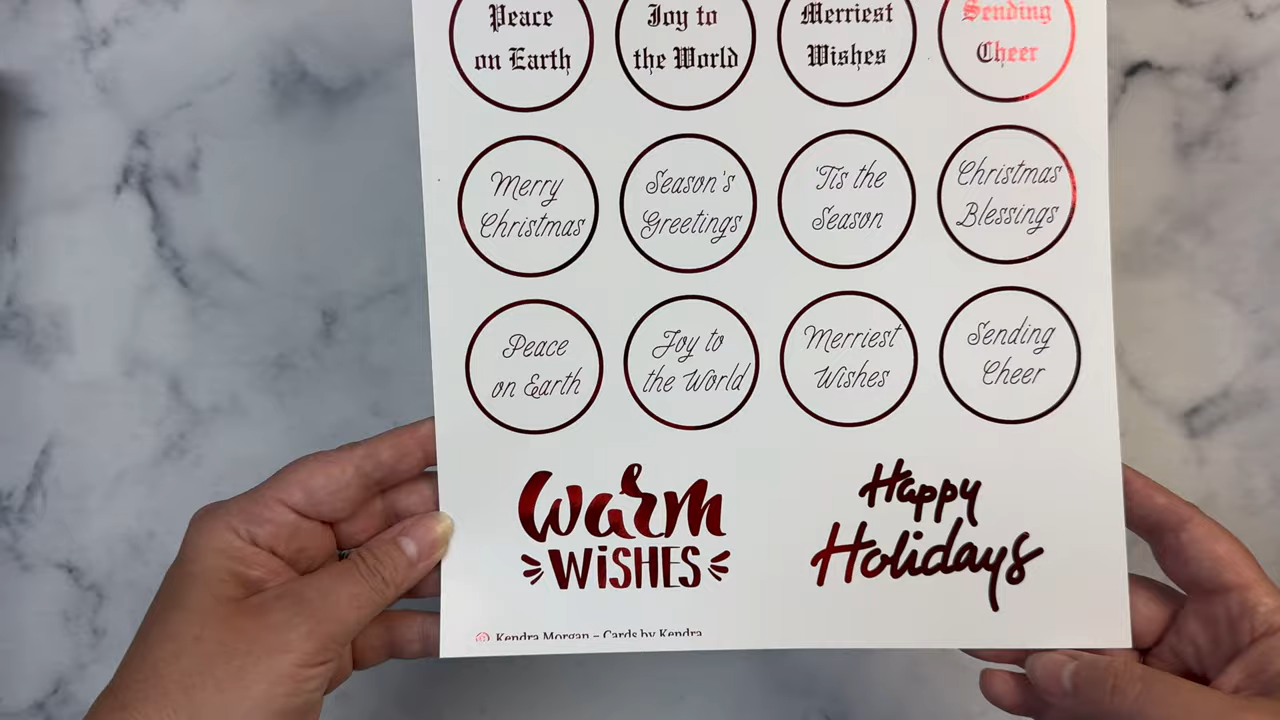 Peace
on Earth
Joy to
the World
Merriest
Wishes
Sending
Cheer
Merry
Christmas
Season's
Greetings
'Tis the
Season
Christmas
Blessings
Peace
on Earth
Joy to
the World
Merriest
Wishes
Sending
Cheer
Warm
WiSHES
Happy
Holidays
Kendra Morgan – Cards by Kendra